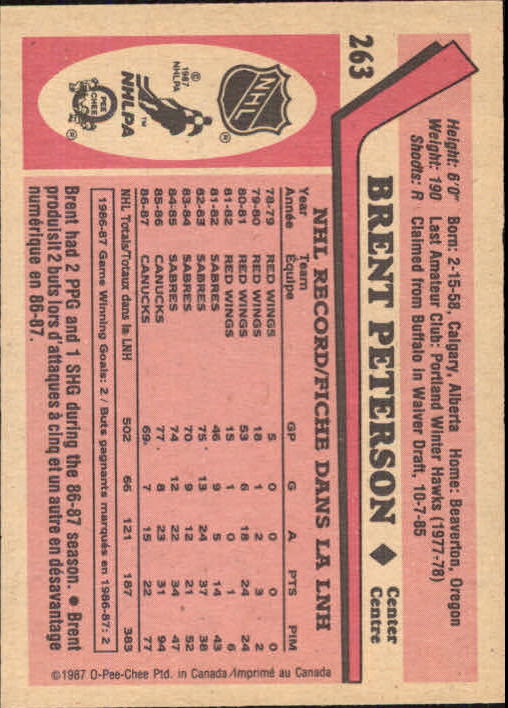 263
Height: 6'0" Born: 2-15-58, Calgary, Alberta Home: Beaverton, Oregon
Weight: 190 Last Amateur Club: Portland Winter Hawks (1977-78)
Shoots: R Claimed from Buffalo in Waiver Draft, 10-7-85
BRENT PETERSON ◆ Center
Centre
NHL
© 1987 NHLPA
NHLPA™
O PEE CHEE ®
NHL RECORD/FICHE DANS LA LNH
Year Team GP G A PTS PIM
Année Équipe
78-79 RED WINGS 5 0 0 0 0
79-80 RED WINGS 18 1 2 3 2
80-81 RED WINGS 53 6 18 24 24
81-82 RED WINGS 15 1 0 1 6
81-82 SABRES 46 9 5 14 43
82-83 SABRES 75 13 24 37 38
83-84 SABRES 70 9 12 21 52
84-85 SABRES 74 12 22 34 47
85-86 CANUCKS 77 8 23 31 94
86-87 CANUCKS 69 7 15 22 77
NHL Totals/Totaux dans la LNH 502 66 121 187 383
1986-87 Game Winning Goals: 2 / Buts gagnants marqués en 1986-87: 2
Brent had 2 PPG and 1 SHG during the 86-87 season. ● Brent
produisit 2 buts lors d'attaques à cinq et un autre en désavantage
numérique en 86-87.
©1987 O-Pee-Chee Ptd. in Canada/Imprimé au Canada